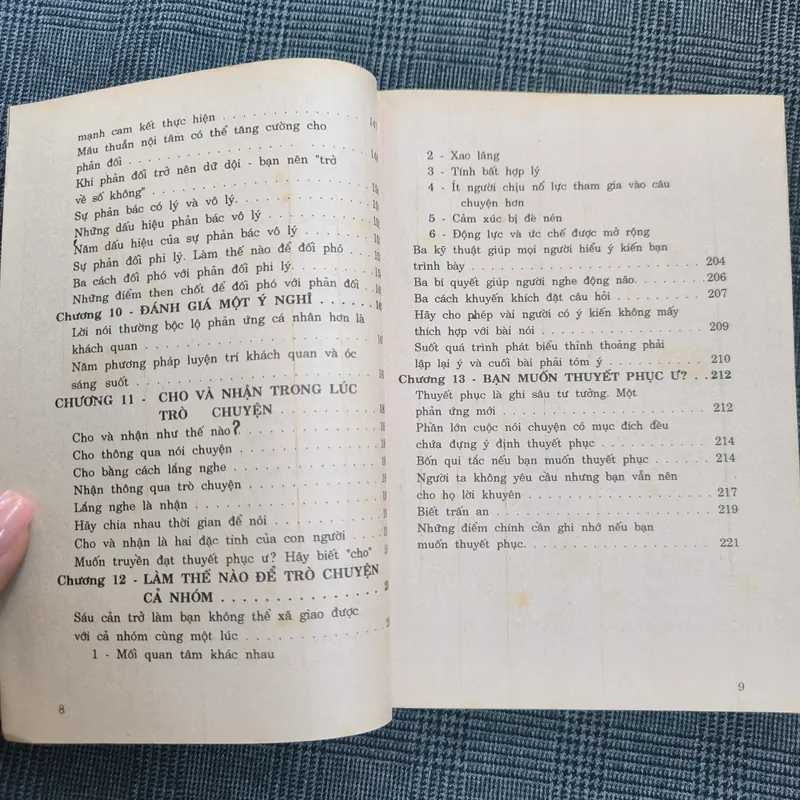 mạnh cam kết thực hiện . . . . . . . . . . . . 147
Mâu thuẫn nội tâm có thể tăng cường cho
phản đối . . . . . . . . . . . . . . . .
Khi phản đối trở nên dữ dội - bạn nên "trở
về số không" . . . . . . . . . . . . . .
Sự phản bác có lý và vô lý. . . . . . . . . .
Những dấu hiệu phản bác vô lý . . . . . . .
Năm dấu hiệu của sự phản bác vô lý . . . .
Sự phản đối phi lý. Làm thế nào để đối phó .
Ba cách đối phó với phản đối phi lý. . . . . .
Những điểm then chốt để đối phó với phản đối .
Chương 10 - ĐÁNH GIÁ MỘT Ý NGHĨ . . . . . .
Lời nói thường bộc lộ phản ứng cá nhân hơn là
khách quan . . . . . . . . . . . . . . .
Năm phương pháp luyện trí khách quan và óc
sáng suốt . . . . . . . . . . . . . . . .
CHƯƠNG 11 - CHO VÀ NHẬN TRONG LÚC
TRÒ CHUYỆN . . . . . . . . .
Cho và nhận như thế nào? . . . . . . . . . .
Cho thông qua nói chuyện . . . . . . . . . .
Cho bằng cách lắng nghe . . . . . . . . . . .
Nhận thông qua trò chuyện . . . . . . . . . .
Lắng nghe là nhận . . . . . . . . . . . . . .
Hãy chia nhau thời gian để nói . . . . . . . .
Cho và nhận là hai đặc tính của con người . . .
Muốn truyền đạt thuyết phục ư? Hãy biết "cho"
Chương 12 - LÀM THẾ NÀO ĐỂ TRÒ CHUYỆN
CẢ NHÓM . . . . . . . . . . . . . .
Sáu cản trở làm bạn không thể xã giao được
với cả nhóm cùng một lúc . . . . . . . . . .
1 - Mối quan tâm khác nhau
8
2 - Xao lãng
3 - Tính bất hợp lý
4 - Ít người chịu nổ lực tham gia vào câu
chuyện hơn
5 - Cảm xúc bị đè nén
6 - Động lực và ức chế được mở rộng
Ba kỹ thuật giúp mọi người hiểu ý kiến bạn
trình bày . . . . . . . . . . . . . . . . . . . 204
Ba bí quyết giúp người nghe động não. . . . . 206
Ba cách khuyến khích đặt câu hỏi . . . . . . . 207
Hãy cho phép vài người có ý kiến không mấy
thích hợp với bài nói . . . . . . . . . . . . . 209
Suốt quá trình phát biểu thỉnh thoảng phải
lập lại ý và cuối bài phải tóm ý . . . . . . . . 210
Chương 13 - BẠN MUỐN THUYẾT PHỤC Ư? . . 212
Thuyết phục là ghi sâu tư tưởng. Một
phản ứng mới . . . . . . . . . . . . . . . . 212
Phần lớn cuộc nói chuyện có mục đích đều
chứa đựng ý định thuyết phục . . . . . . . . . 214
Bốn qui tắc nếu bạn muốn thuyết phục . . . . . 214
Người ta không yêu cầu nhưng bạn vẫn nên
cho họ lời khuyên . . . . . . . . . . . . . . 217
Biết trấn an . . . . . . . . . . . . . . . . . 219
Những điểm chính cần ghi nhớ nếu bạn
muốn thuyết phục. . . . . . . . . . . . . . . 221
9